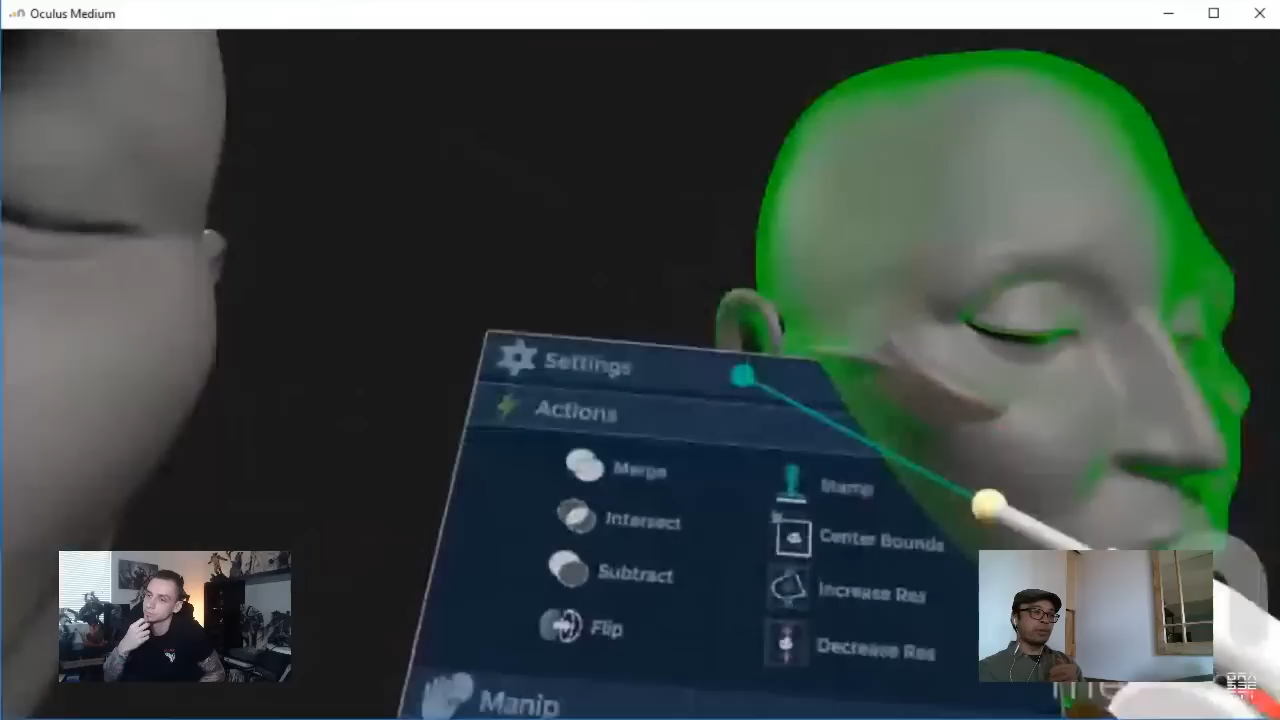 Oculus Medium
Settings
Actions
Merge
Stamp
Intersect
Center Bounds
Subtract
Increase Res
Flip
Decrease Res
Manip